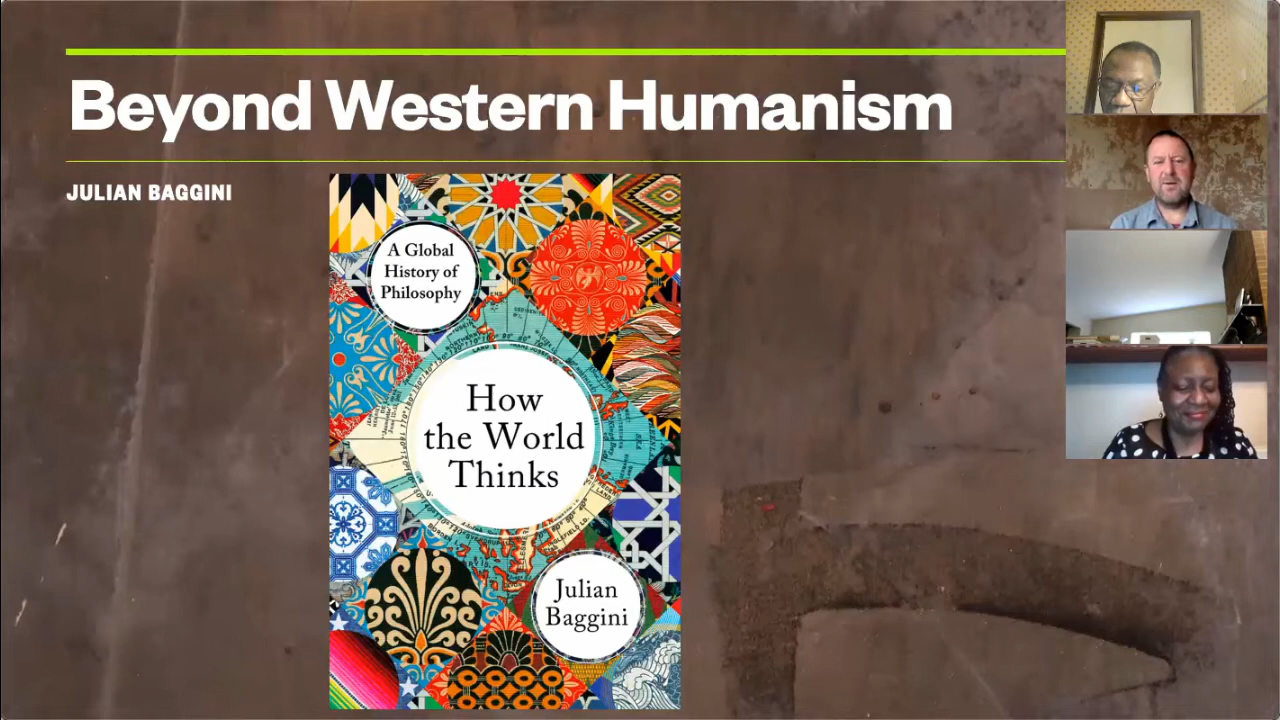 Beyond Western Humanism
JULIAN BAGGINI
A Global
History of
Philosophy
How
the World
Thinks
Julian
Baggini